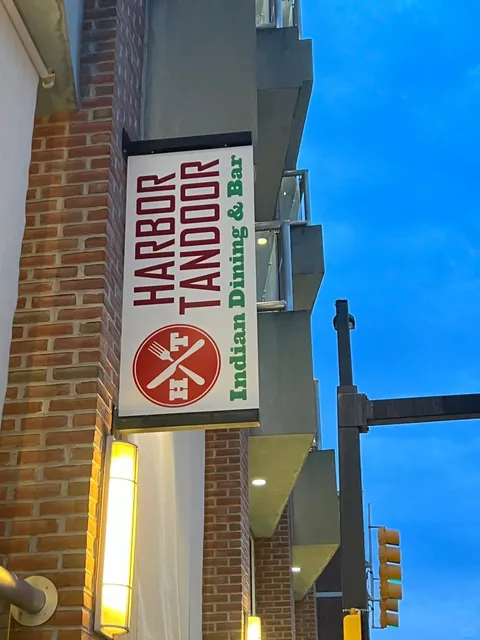 HARBOR
TANDOOR
Indian Dining & Bar
H T